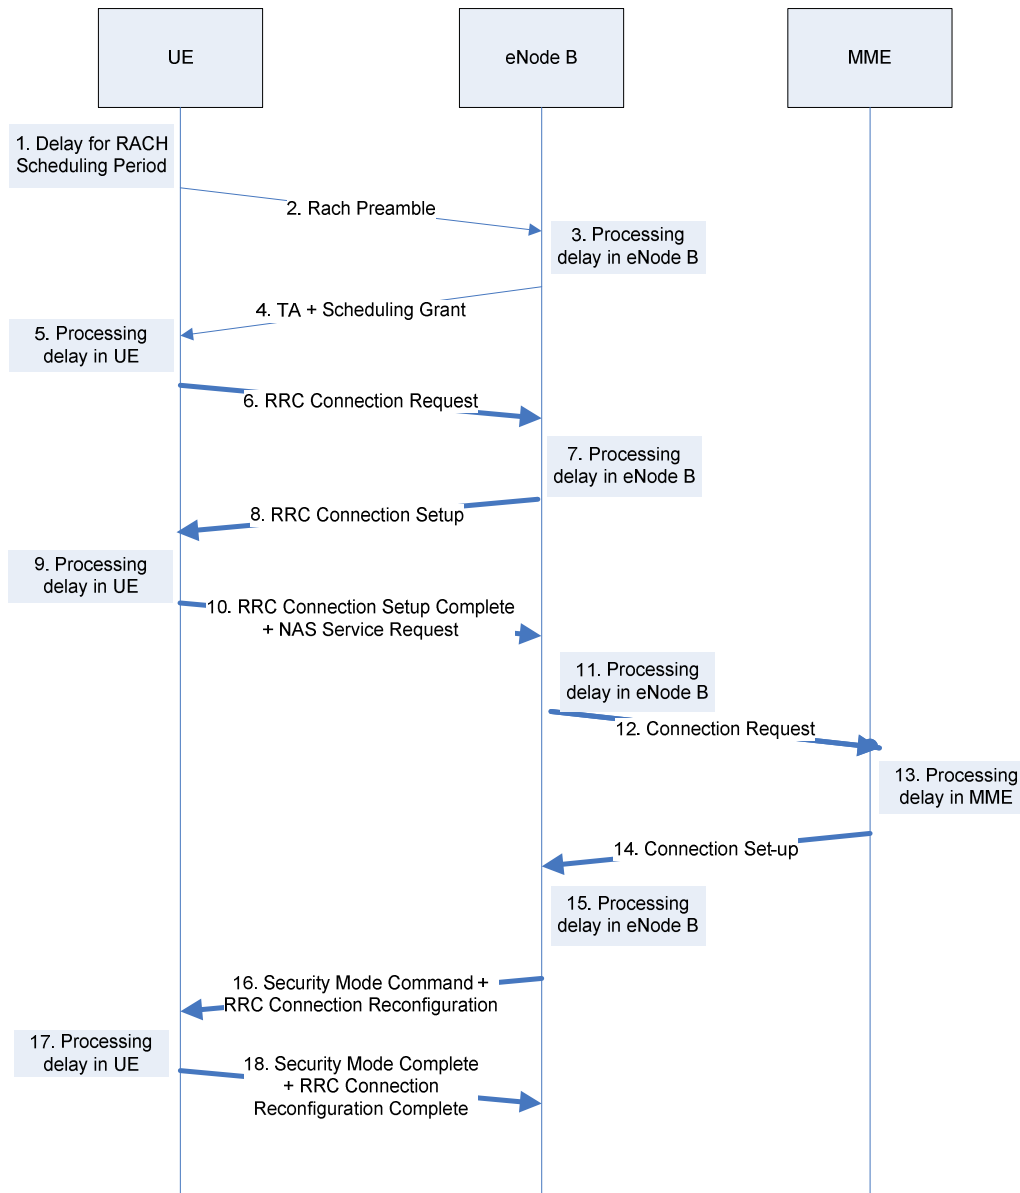 UE
eNode B
MME
1. Delay for RACH
Scheduling Period
2. Rach Preamble
3. Processing
delay in eNode B
4. TA + Scheduling Grant
5. Processing
delay in UE
6. RRC Connection Request
7. Processing
delay in eNode B
8. RRC Connection Setup
9. Processing
delay in UE
10. RRC Connection Setup Complete
+ NAS Service Request
11. Processing
delay in eNode B
12. Connection Request
13. Processing
delay in MME
14. Connection Set-up
15. Processing
delay in eNode B
16. Security Mode Command +
RRC Connection Reconfiguration
17. Processing
delay in UE
18. Security Mode Complete
+ RRC Connection
Reconfiguration Complete